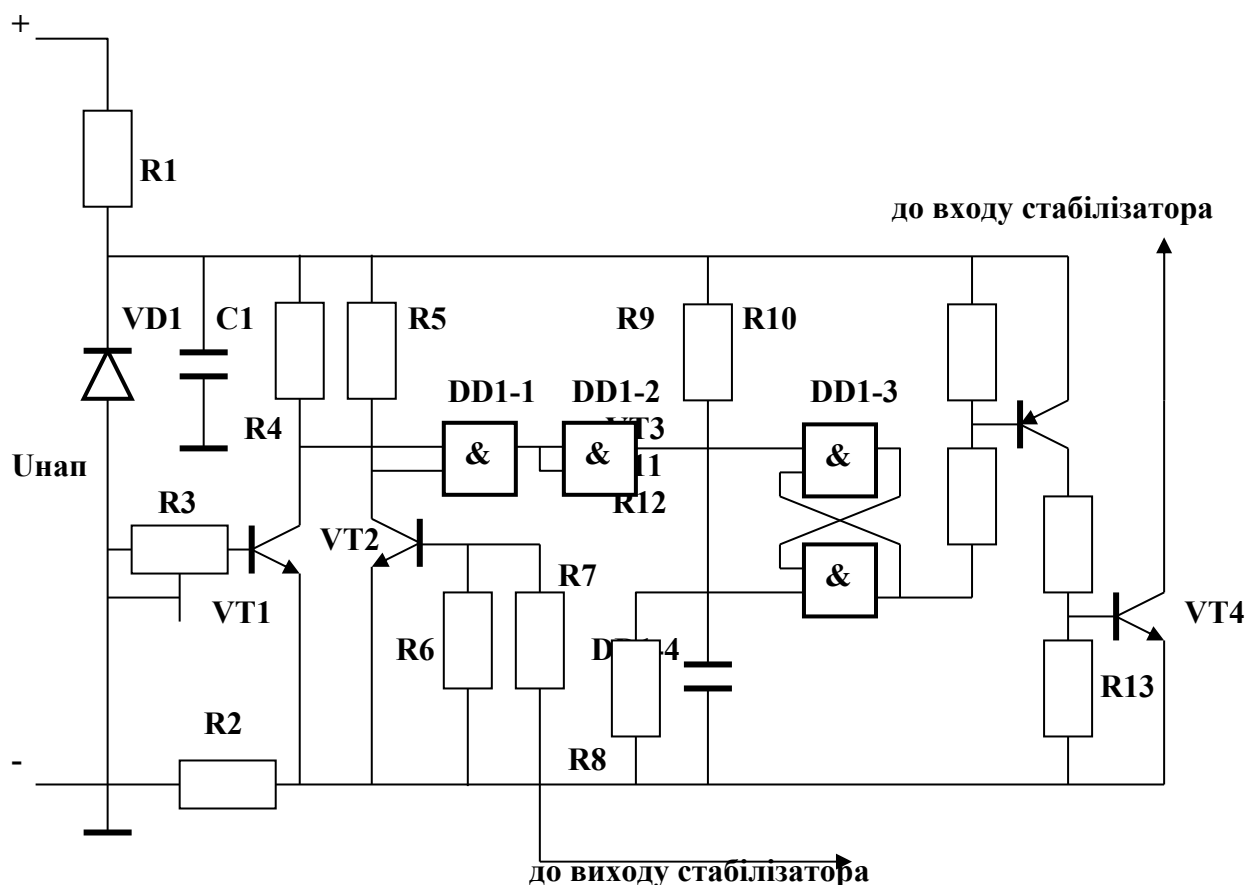 +
R1
до входу стабілізатора
VD1 C1 R5 R9 R10
DD1-1 DD1-2 DD1-3
R4 VT3
& & &
Uнап
R12
R3
VT2
&
R7
VT1 VT4
R6
R13
R2
-
R8
до виходу стабілізатора